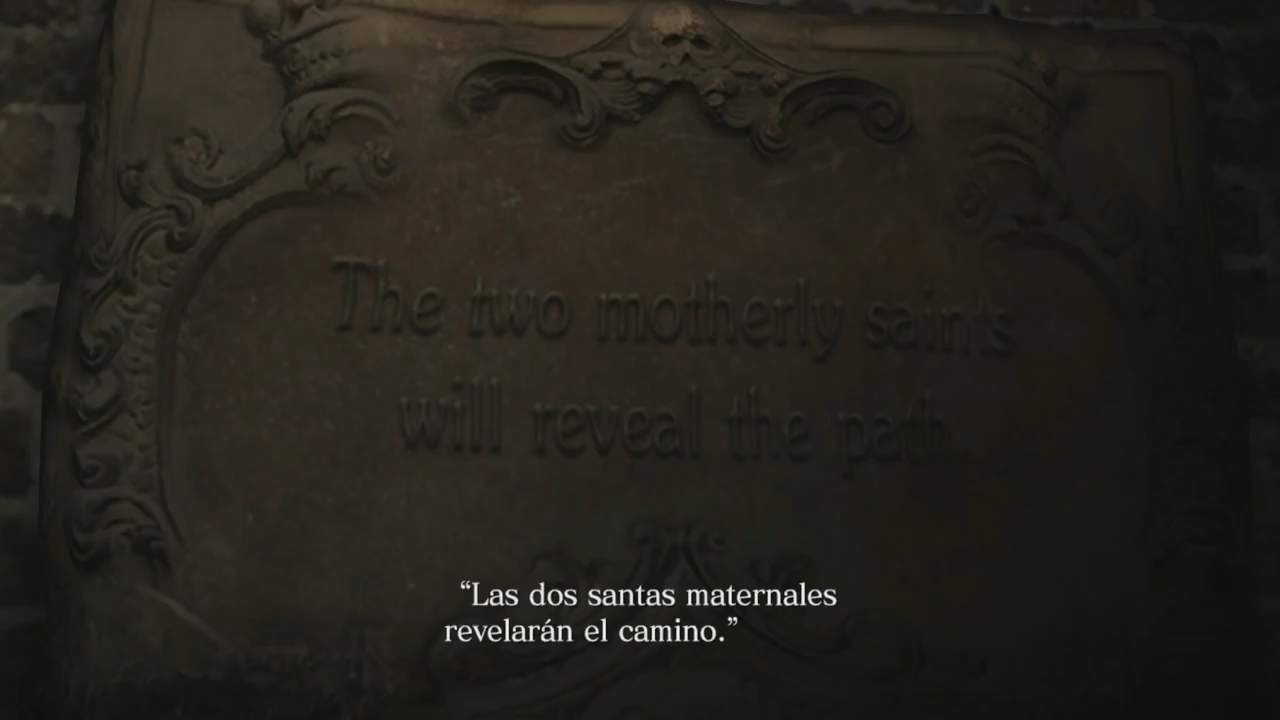 The two motherly saints
will reveal the path.
“Las dos santas maternales
revelarán el camino.”